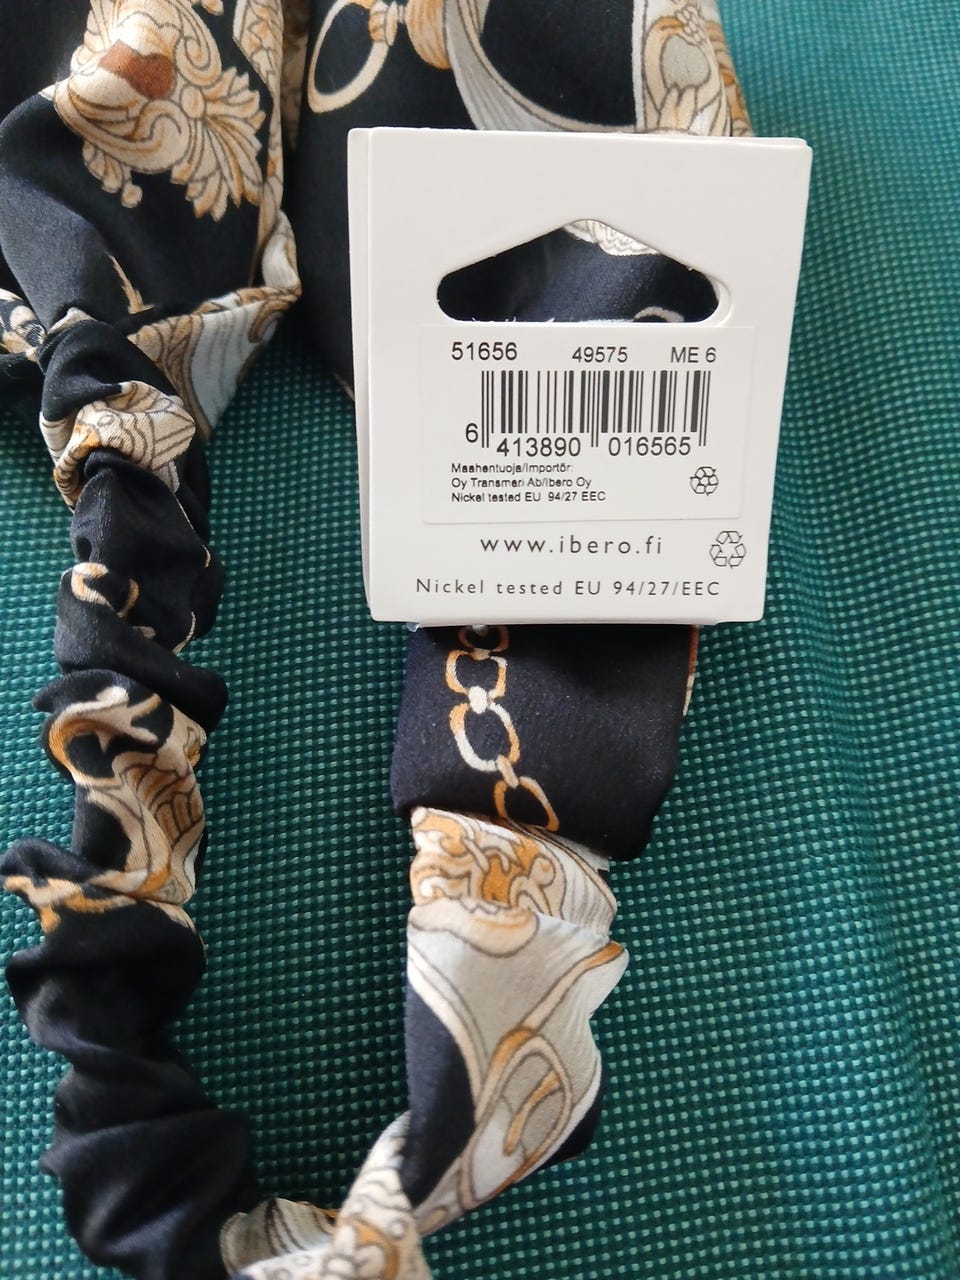 51656 49575 ME 6
6 413890 016565
Maahantuoja/Importör:
Oy Transmeri Ab/Ibero Oy
Nickel tested EU 94/27 EEC
www.ibero.fi
Nickel tested EU 94/27/EEC